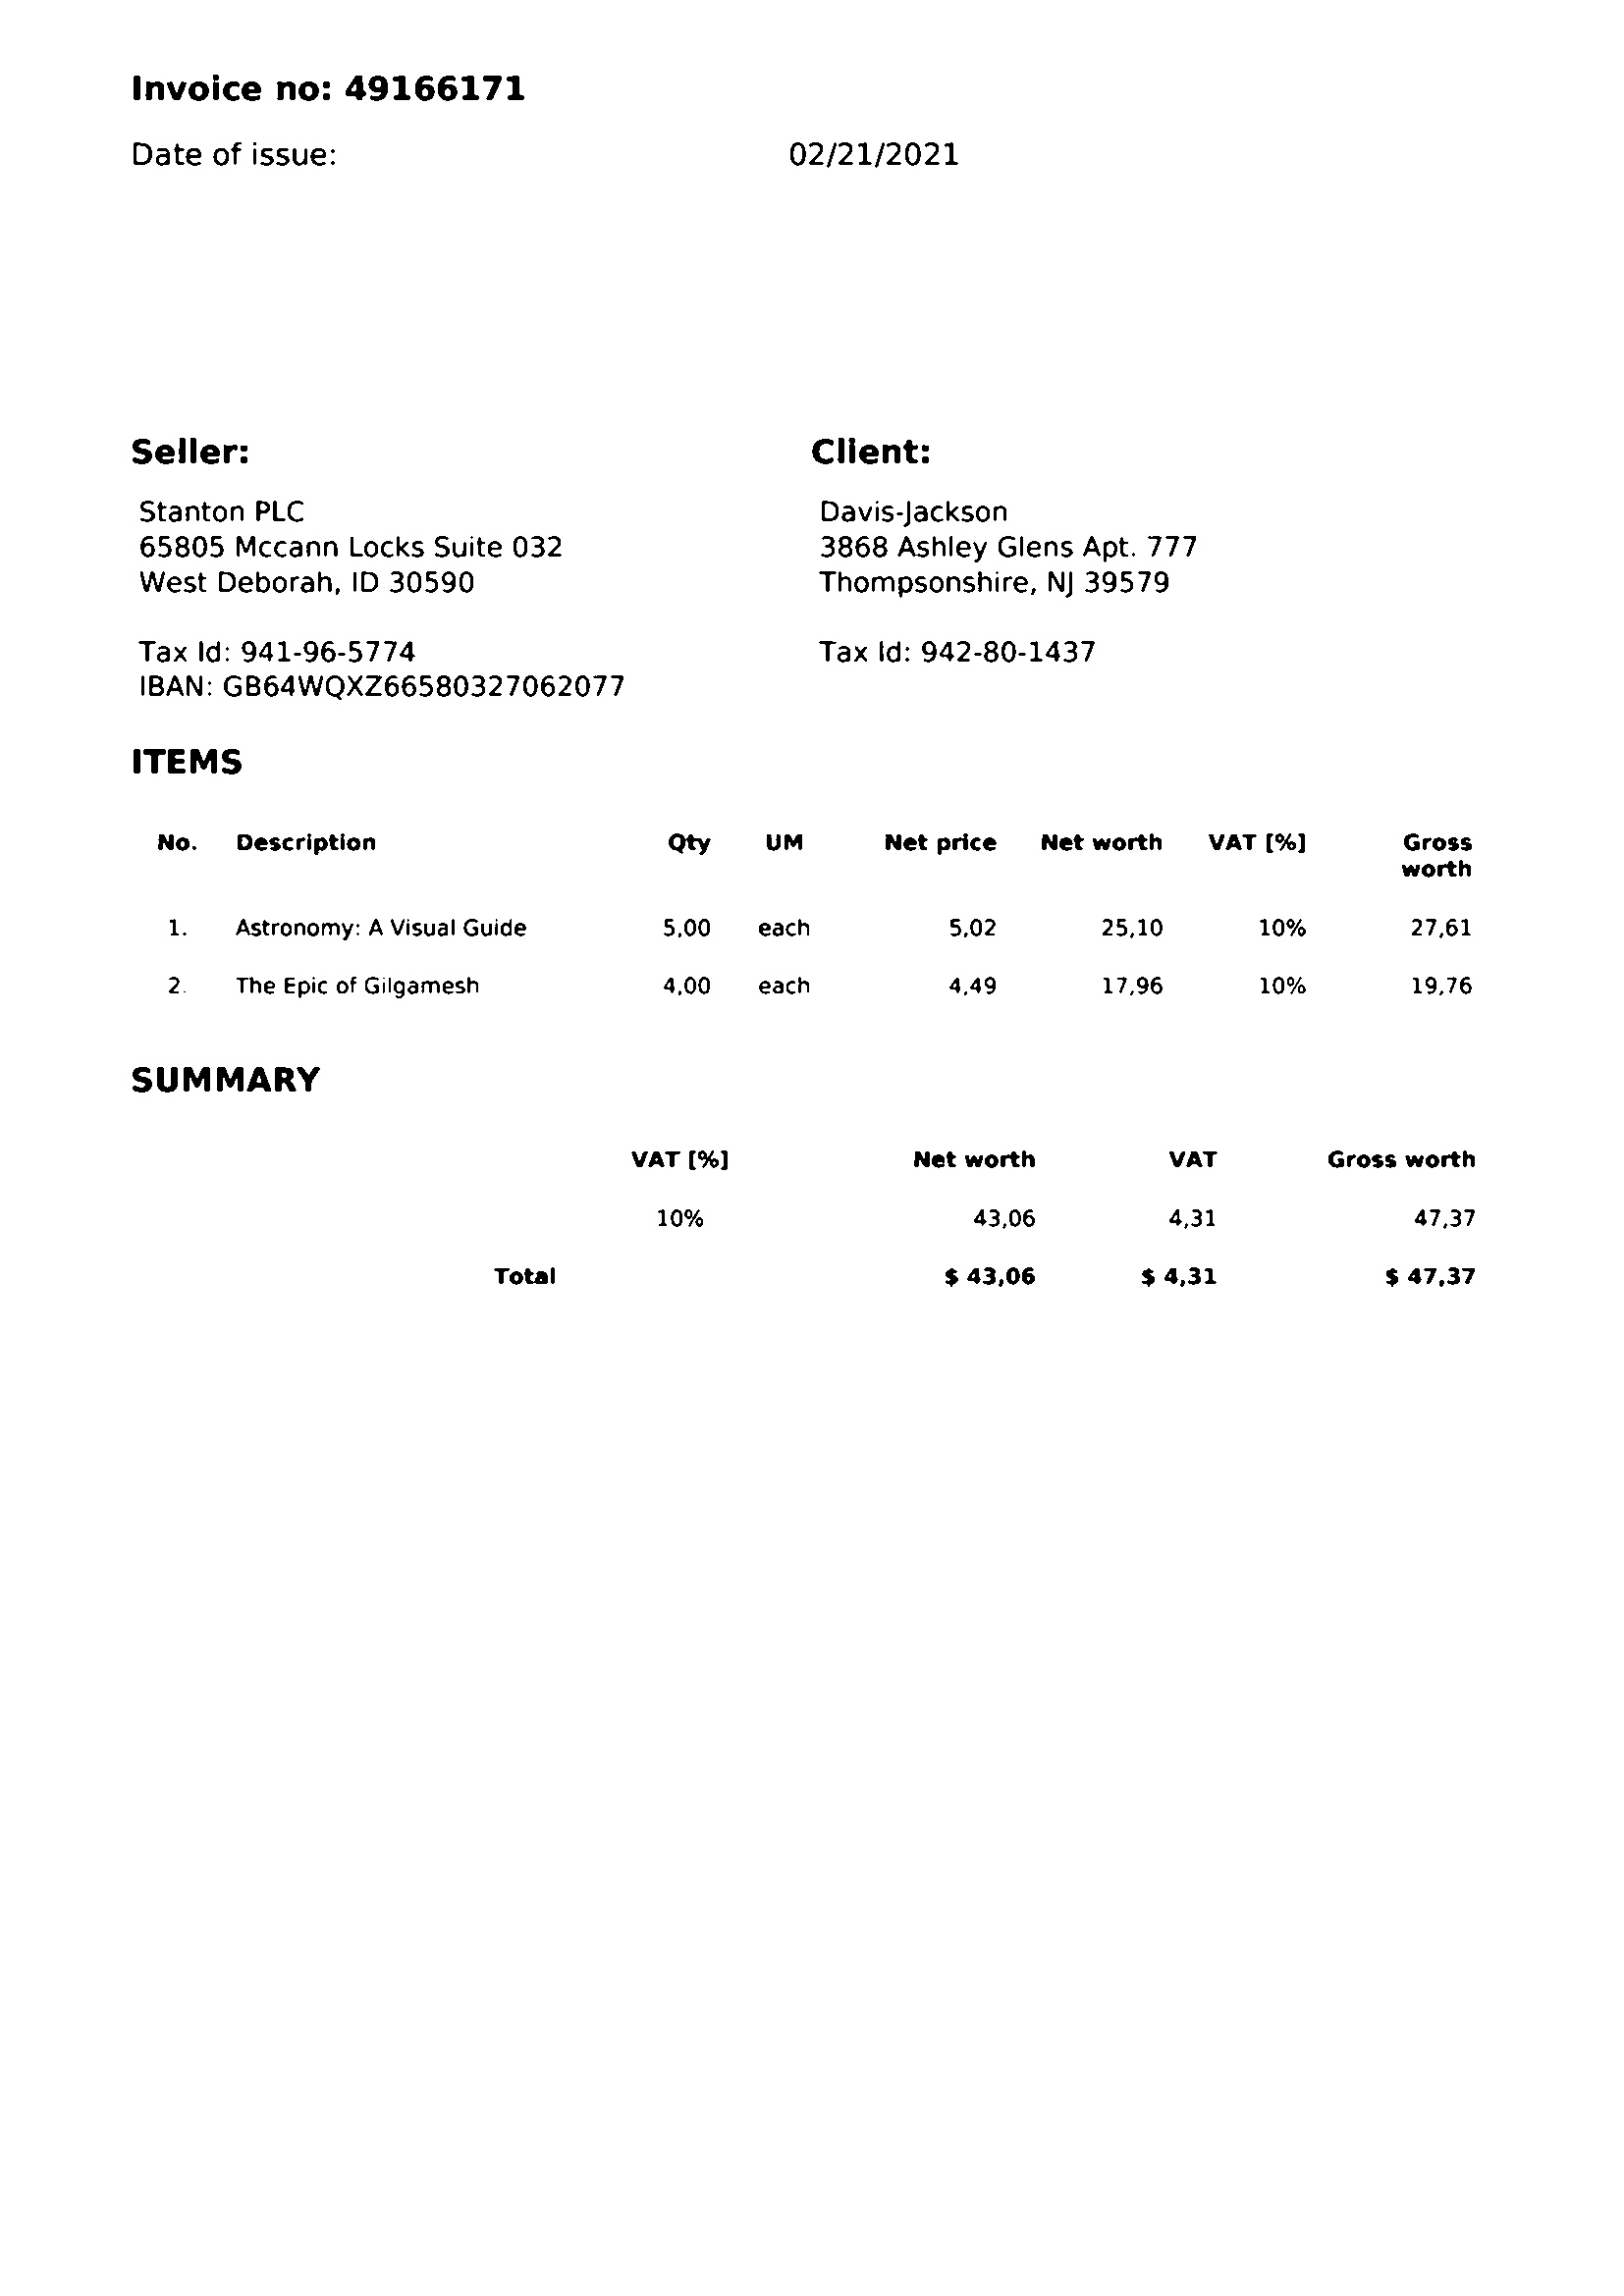 Invoice no: 49166171
Date of issue: 02/21/2021
Seller:
Stanton PLC
65805 Mccann Locks Suite 032
West Deborah, ID 30590
Tax Id: 941-96-5774
IBAN: GB64WQXZ66580327062077
Client:
Davis-Jackson
3868 Ashley Glens Apt. 777
Thompsonshire, NJ 39579
Tax Id: 942-80-1437
ITEMS
No. Description Qty UM Net price Net worth VAT [%] Gross worth
1. Astronomy: A Visual Guide 5,00 each 5,02 25,10 10% 27,61
2. The Epic of Gilgamesh 4,00 each 4,49 17,96 10% 19,76
SUMMARY
VAT [%] Net worth VAT Gross worth
10% 43,06 4,31 47,37
Total $ 43,06 $ 4,31 $ 47,37